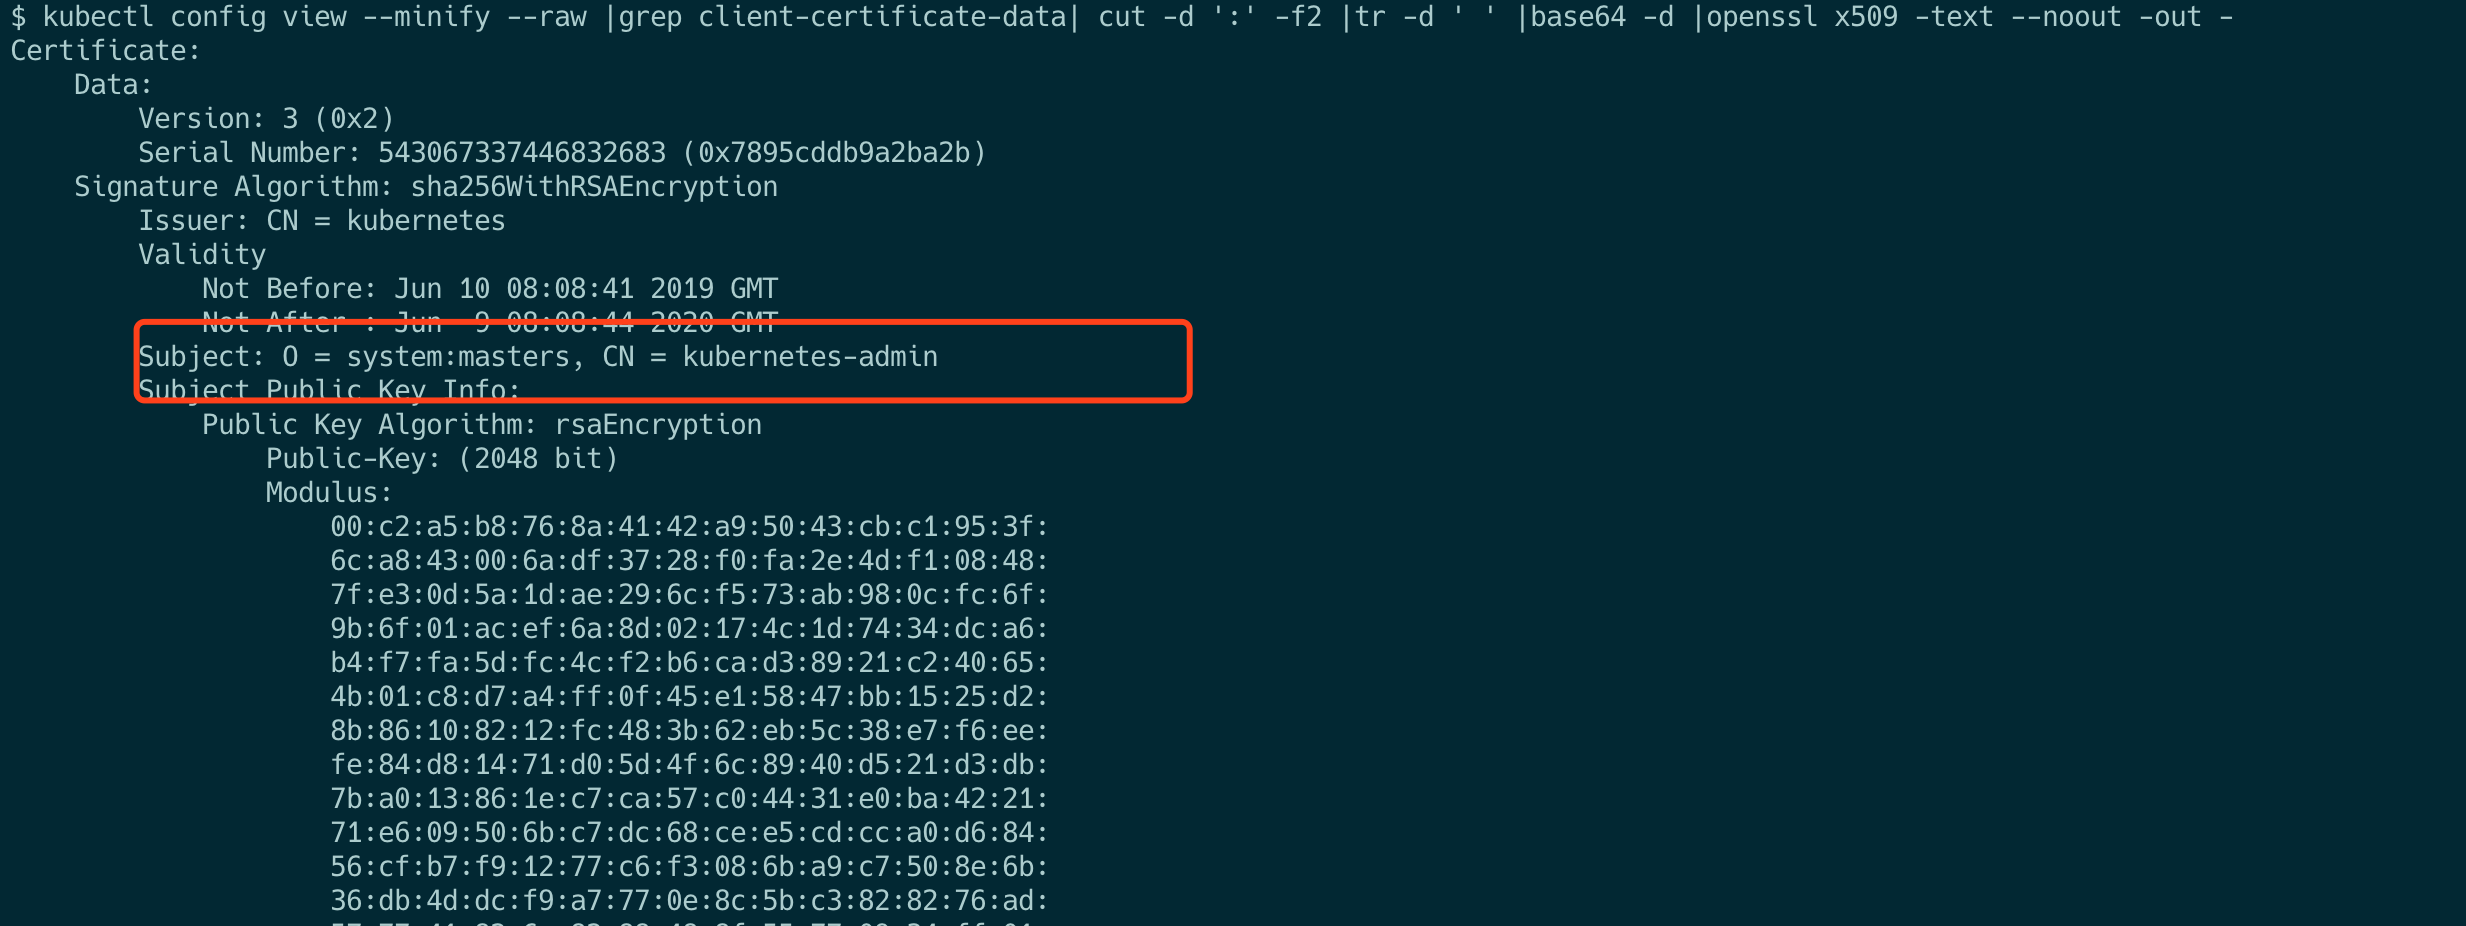 $ kubectl config view --minify --raw |grep client-certificate-data| cut -d ':' -f2 |tr -d ' ' |base64 -d |openssl x509 -text --noout -out -
Certificate:
Data:
Version: 3 (0x2)
Serial Number: 543067337446832683 (0x7895cddb9a2ba2b)
Signature Algorithm: sha256WithRSAEncryption
Issuer: CN = kubernetes
Validity
Not Before: Jun 10 08:08:41 2019 GMT
Not After : Jun  9 08:08:44 2020 GMT
Subject: O = system:masters, CN = kubernetes-admin
Subject Public Key Info:
Public Key Algorithm: rsaEncryption
Public-Key: (2048 bit)
Modulus:
00:c2:a5:b8:76:8a:41:42:a9:50:43:cb:c1:95:3f:
6c:a8:43:00:6a:df:37:28:f0:fa:2e:4d:f1:08:48:
7f:e3:0d:5a:1d:ae:29:6c:f5:73:ab:98:0c:fc:6f:
9b:6f:01:ac:ef:6a:8d:02:17:4c:1d:74:34:dc:a6:
b4:f7:fa:5d:fc:4c:f2:b6:ca:d3:89:21:c2:40:65:
4b:01:c8:d7:a4:ff:0f:45:e1:58:47:bb:15:25:d2:
8b:86:10:82:12:fc:48:3b:62:eb:5c:38:e7:f6:ee:
fe:84:d8:14:71:d0:5d:4f:6c:89:40:d5:21:d3:db:
7b:a0:13:86:1e:c7:ca:57:c0:44:31:e0:ba:42:21:
71:e6:09:50:6b:c7:dc:68:ce:e5:cd:cc:a0:d6:84:
56:cf:b7:f9:12:77:c6:f3:08:6b:a9:c7:50:8e:6b:
36:db:4d:dc:f9:a7:77:0e:8c:5b:c3:82:82:76:ad: